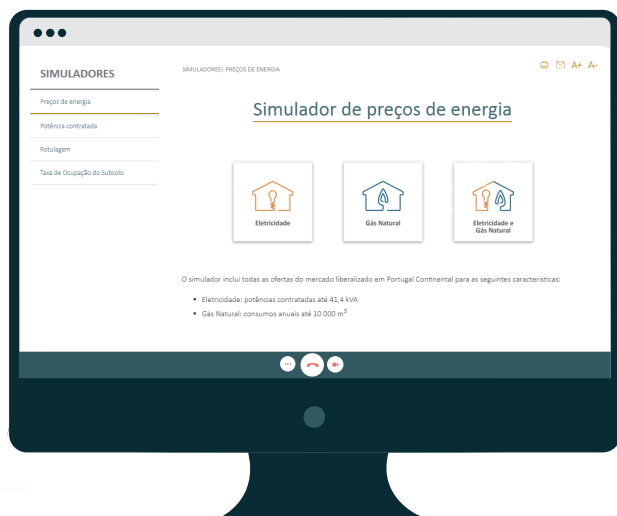 SIMULADORES
Preços de energia
Potência contratada
Rotulagem
Taxa de Ocupação do Subsolo
SIMULADORES| PREÇOS DE ENERGIA
A+ A-
Simulador de preços de energia
Eletricidade
Gás Natural
Eletricidade e
Gás Natural
O simulador inclui todas as ofertas do mercado liberalizado em Portugal Continental para as seguintes características:
• Eletricidade: potências contratadas até 41,4 kVA
• Gás Natural: consumos anuais até 10 000 m³